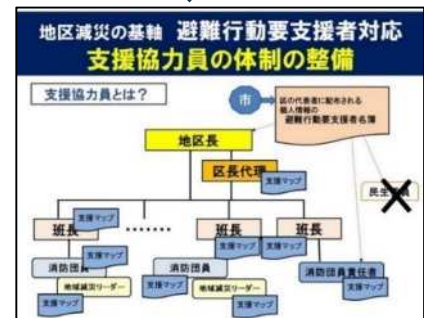 地区減災の基軸 避難行動要支援者対応
支援協力員の体制の整備
支援協力員とは？
市
区の代表者に配布される
個人情報の
避難行動要支援者名簿
地区長
区長代理
支援マップ
民生
班長
支援マップ
支援マップ
‥‥‥‥
班長
支援マップ
支援マップ
班長
支援マップ
消防団員
地域減災リーダー
支援マップ
消防団員
地域減災リーダー
支援マップ
消防団員責任者
支援マップ